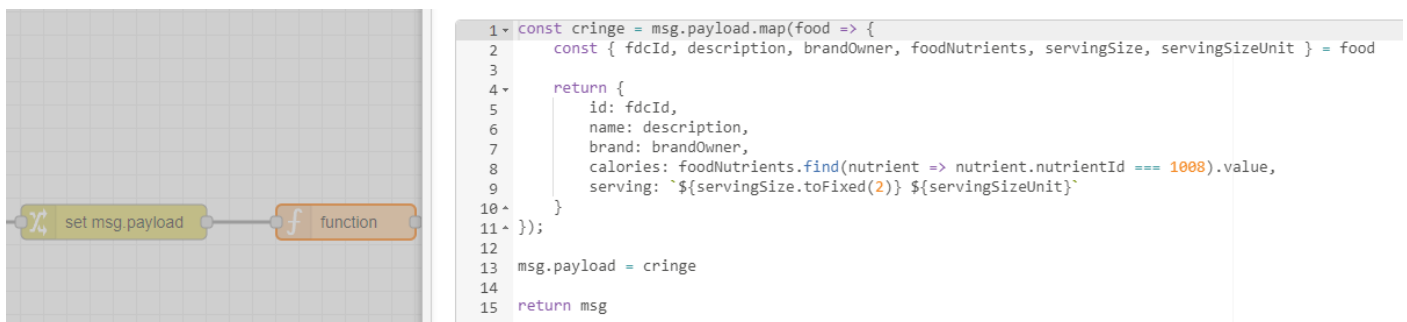 set msg.payload
function
1 const cringe = msg.payload.map(food => {
2     const { fdcId, description, brandOwner, foodNutrients, servingSize, servingSizeUnit } = food
3
4     return {
5         id: fdcId,
6         name: description,
7         brand: brandOwner,
8         calories: foodNutrients.find(nutrient => nutrient.nutrientId === 1008).value,
9         serving: `${servingSize.toFixed(2)} ${servingSizeUnit}`
10     }
11 });
12
13 msg.payload = cringe
14
15 return msg